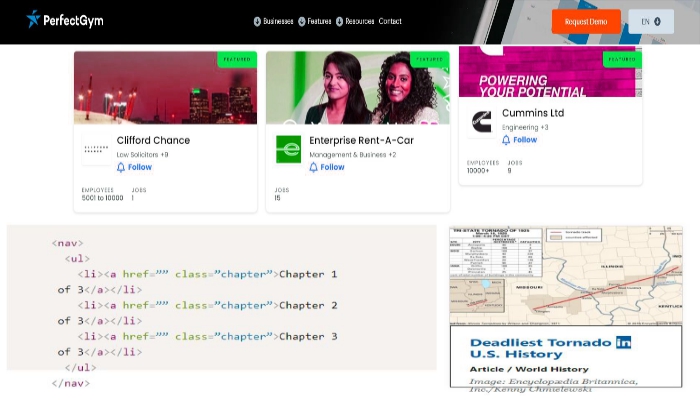 PerfectGym
Businesses Features Resources Contact
Request Demo
EN
FEATURED
FEATURED
FEATURED
POWERING
YOUR POTENTIAL
Clifford Chance
Law Solicitors +9
Follow
EMPLOYEES JOBS
5001 to 10000 1
Enterprise Rent-A-Car
Management & Business +2
Follow
JOBS
15
Cummins Ltd
Engineering +3
Follow
EMPLOYEES JOBS
10000+ 9
<nav>
<ul>
<li><a href=”” class=”chapter”>Chapter 1
of 3</a></li>
<li><a href=”” class=”chapter”>Chapter 2
of 3</a></li>
<li><a href=”” class=”chapter”>Chapter 3
of 3</a></li>
</ul>
</nav>
TRI-STATE TORNADO OF 1925
ILLINOIS
MISSOURI
Deadliest Tornado in
U.S. History
Article / World History
Image: Encyclopædia Britannica,
Inc./Kenny Chmielewski